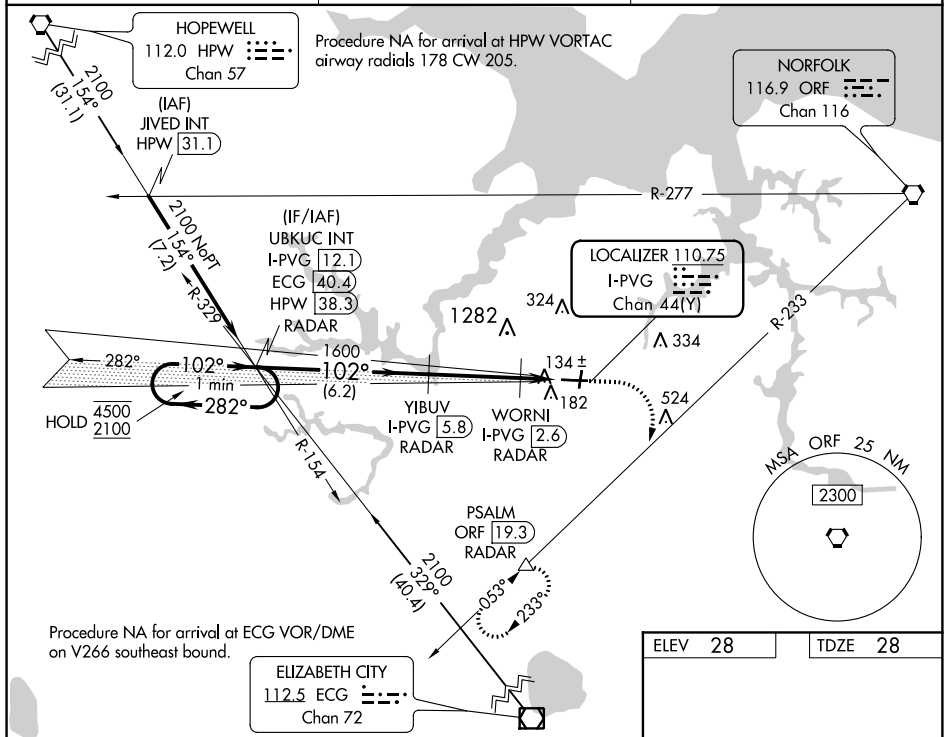 HOPEWELL
112.0 HPW
Chan 57
Procedure NA for arrival at HPW VORTAC
airway radials 178 CW 205.
NORFOLK
116.9 ORF
Chan 116
2100
154°
(31.1)
(IAF)
JIVED INT
HPW 31.1
R-277
2100 NoPT
154°
(7.2)
R-329
(IF/IAF)
UBKUC INT
I-PVG 12.1
ECG 40.4
HPW 38.3
RADAR
LOCALIZER 110.75
I-PVG
Chan 44(Y)
R-233
324
1282
334
1600
282°
102°
102°
134 ±
1 min
(6.2)
182
282°
HOLD 4500
2100
YIBUV
I-PVG 5.8
RADAR
WORNI
I-PVG 2.6
RADAR
524
R-154
MSA ORF 25 NM
2300
PSALM
ORF 19.3
RADAR
2100
329°
(40.4)
053°
233°
Procedure NA for arrival at ECG VOR/DME
on V266 southeast bound.
ELIZABETH CITY
112.5 ECG
Chan 72
ELEV 28
TDZE 28